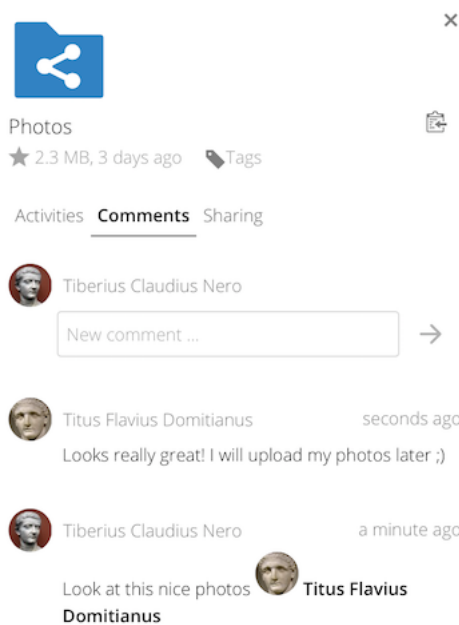 Photos
2.3 MB, 3 days ago Tags
Activities Comments Sharing
Tiberius Claudius Nero
New comment ...
Titus Flavius Domitianus seconds ago
Looks really great! I will upload my photos later ;)
Tiberius Claudius Nero a minute ago
Look at this nice photos Titus Flavius
Domitianus